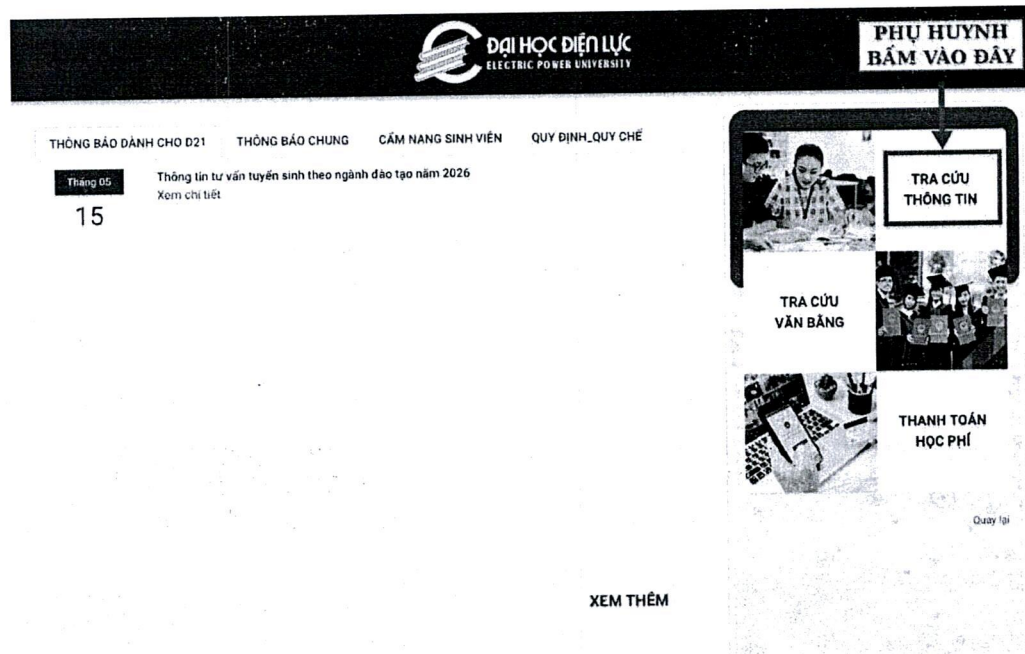 ĐẠI HỌC ĐIỆN LỰC
ELECTRIC POWER UNIVERSITY
PHỤ HUYNH
BẤM VÀO ĐÂY
THÔNG BÁO DÀNH CHO D21
THÔNG BÁO CHUNG
CẨM NANG SINH VIÊN
QUY ĐỊNH_QUY CHẾ
Tháng 05
15
Thông tin tư vấn tuyển sinh theo ngành đào tạo năm 2026
Xem chi tiết
TRA CỨU
THÔNG TIN
TRA CỨU
VĂN BẰNG
THANH TOÁN
HỌC PHÍ
Quay lại
XEM THÊM